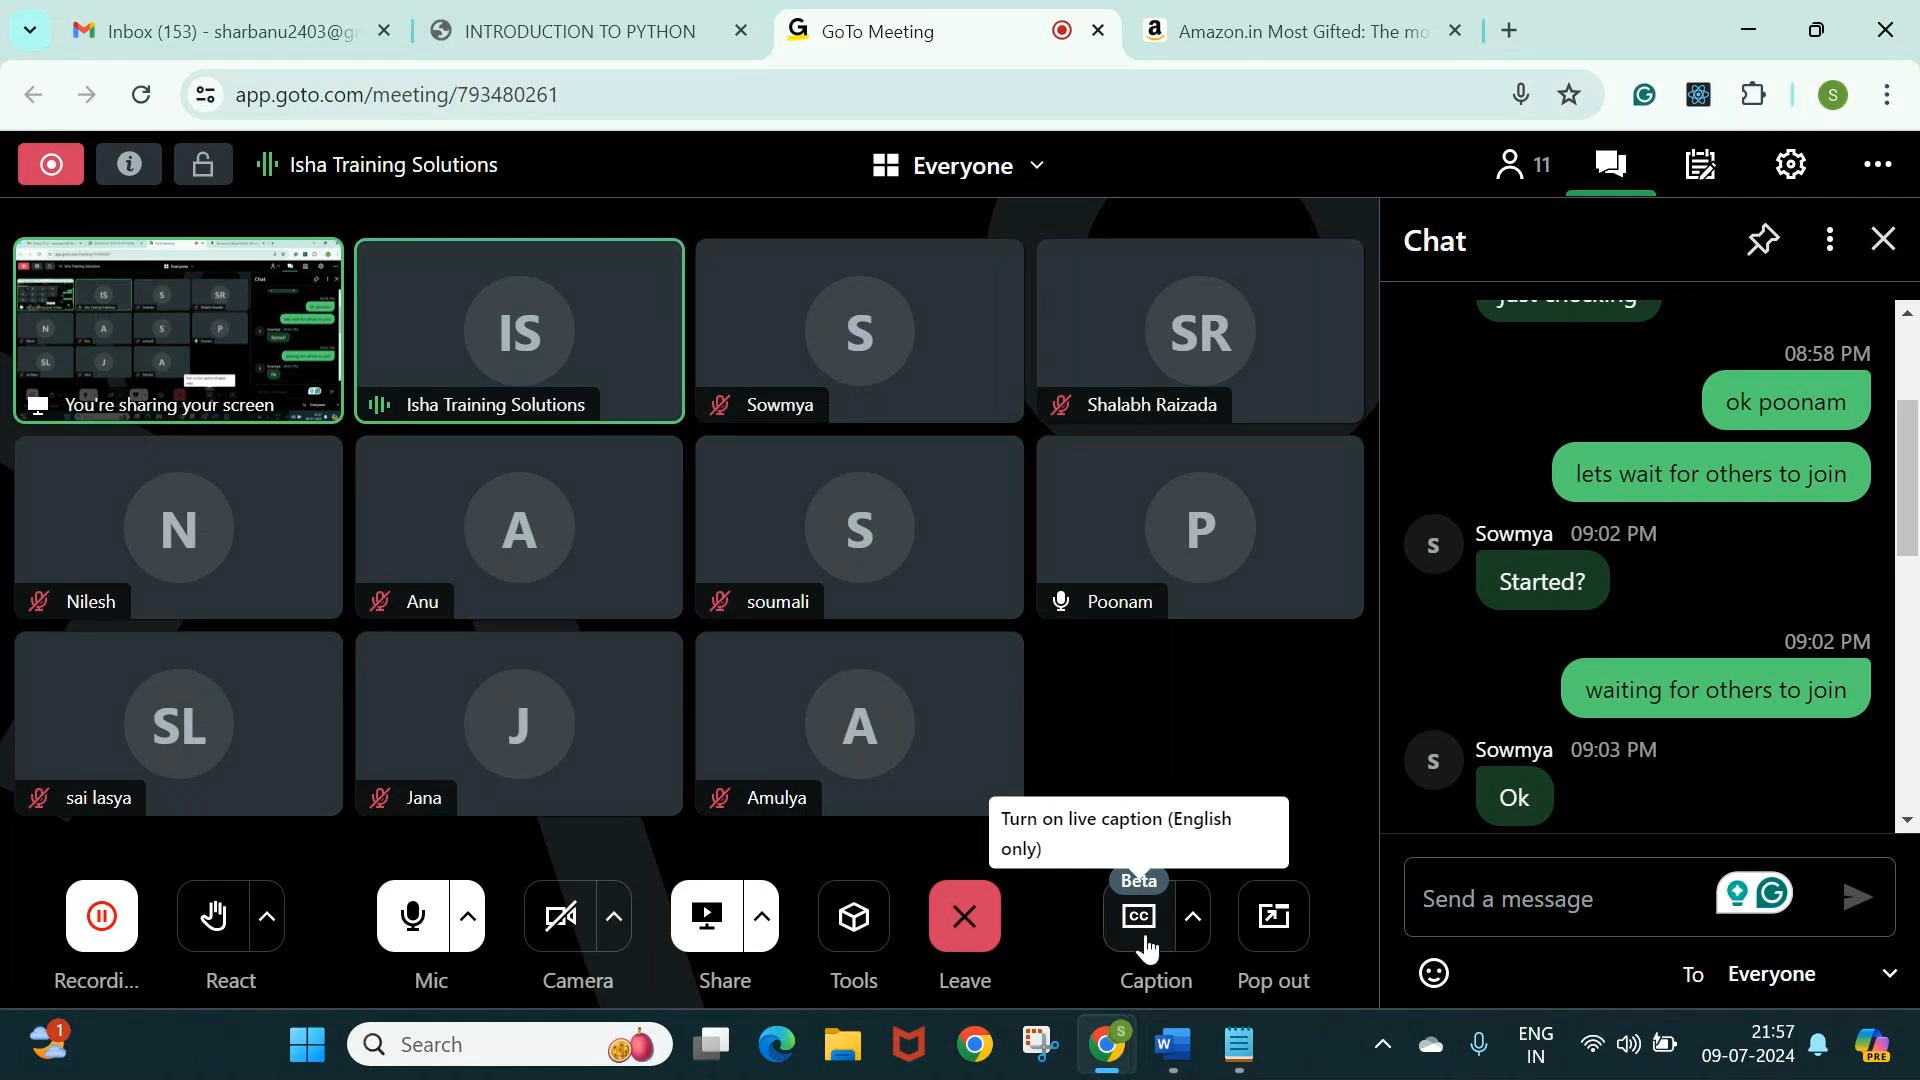 Inbox (153) - sharbanu2403@g
INTRODUCTION TO PYTHON
GoTo Meeting
Amazon.in Most Gifted: The mo
app.goto.com/meeting/793480261
S
Isha Training Solutions
Everyone
11
Chat
You're sharing your screen
IS
Isha Training Solutions
S
Sowmya
SR
Shalabh Raizada
N
Nilesh
A
Anu
S
soumali
P
Poonam
SL
sai lasya
J
Jana
A
Amulya
just checking
08:58 PM
ok poonam
lets wait for others to join
S
Sowmya 09:02 PM
Started?
09:02 PM
waiting for others to join
S
Sowmya 09:03 PM
Ok
Turn on live caption (English
only)
Beta
CC
Recordi...
React
Mic
Camera
Share
Tools
Leave
Caption
Pop out
Send a message
To Everyone
1
Search
S
ENG
IN
21:57
09-07-2024
PRE